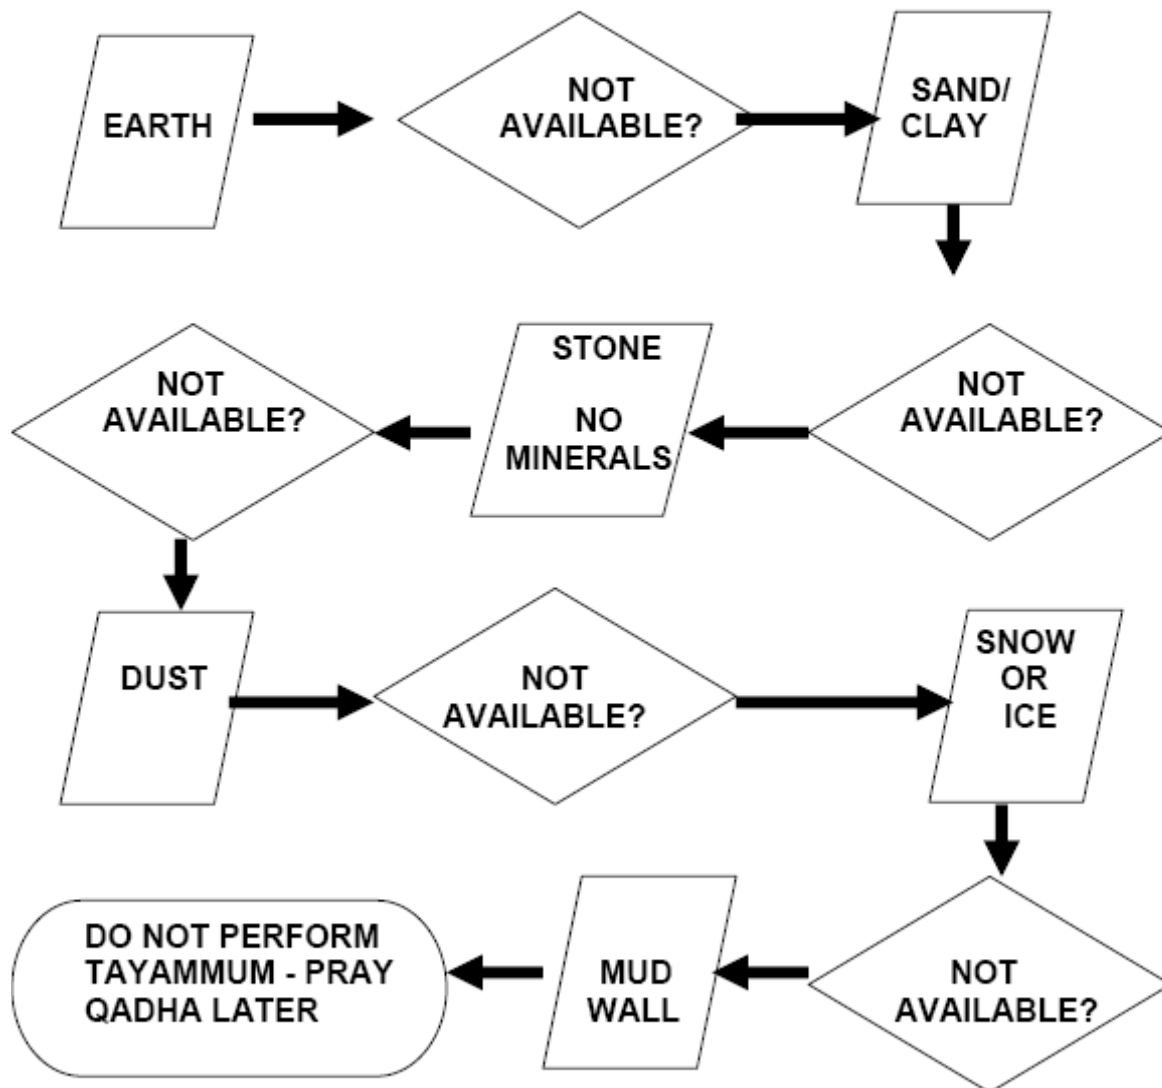 EARTH
NOT
AVAILABLE?
SAND/
CLAY
NOT
AVAILABLE?
STONE
NO
MINERALS
NOT
AVAILABLE?
DUST
NOT
AVAILABLE?
SNOW
OR
ICE
NOT
AVAILABLE?
MUD
WALL
DO NOT PERFORM
TAYAMMUM - PRAY
QADHA LATER